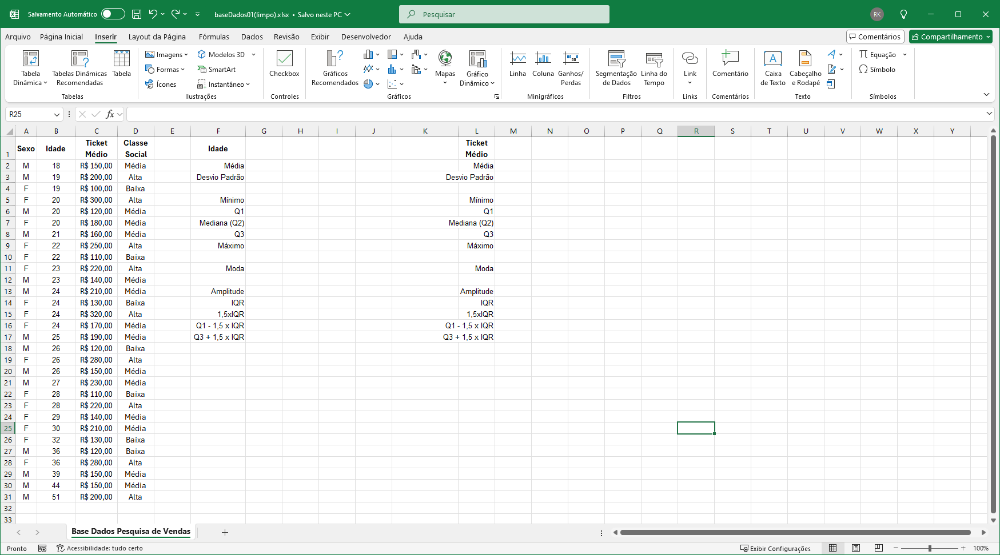 Salvamento Automático
baseDados01(limpo).xlsx • Salvo neste PC
Pesquisar
RK
Arquivo Página Inicial Inserir Layout da Página Fórmulas Dados Revisão Exibir Desenvolvedor Ajuda
Comentários Compartilhamento
Tabela Dinâmica
Tabelas Dinâmicas Recomendadas
Tabela
Tabelas
Imagens
Formas
Ícones
Modelos 3D
SmartArt
Instantâneo
Ilustrações
Checkbox
Controles
Gráficos Recomendados
Mapas
Gráfico Dinâmico
Gráficos
Linha
Coluna
Ganhos/ Perdas
Minigráficos
Segmentação de Dados
Linha do Tempo
Filtros
Link
Links
Comentário
Comentários
Caixa de Texto
Cabeçalho e Rodapé
Texto
Equação
Símbolo
Símbolos
R25
fx
A B C D E F G H I J K L M N O P Q R S T U V W X Y
1 Sexo Idade Ticket Médio Classe Social Idade Ticket Médio
2 M 18 R$ 150,00 Média Média Média
3 M 19 R$ 200,00 Alta Desvio Padrão Desvio Padrão
4 F 19 R$ 100,00 Baixa
5 F 20 R$ 300,00 Alta Mínimo Mínimo
6 M 20 R$ 120,00 Média Q1 Q1
7 F 20 R$ 180,00 Média Mediana (Q2) Mediana (Q2)
8 M 21 R$ 160,00 Média Q3 Q3
9 F 22 R$ 250,00 Alta Máximo Máximo
10 F 22 R$ 110,00 Baixa
11 F 23 R$ 220,00 Alta Moda Moda
12 M 23 R$ 140,00 Média
13 M 24 R$ 210,00 Média Amplitude Amplitude
14 F 24 R$ 130,00 Baixa IQR IQR
15 F 24 R$ 320,00 Alta 1,5xIQR 1,5xIQR
16 F 24 R$ 170,00 Média Q1 - 1,5 x IQR Q1 - 1,5 x IQR
17 M 25 R$ 190,00 Média Q3 + 1,5 x IQR Q3 + 1,5 x IQR
18 M 26 R$ 120,00 Baixa
19 F 26 R$ 280,00 Alta
20 M 26 R$ 150,00 Média
21 M 27 R$ 230,00 Média
22 F 28 R$ 110,00 Baixa
23 F 28 R$ 220,00 Alta
24 F 29 R$ 140,00 Média
25 F 30 R$ 210,00 Média
26 F 32 R$ 130,00 Baixa
27 M 36 R$ 120,00 Baixa
28 F 36 R$ 280,00 Alta
29 M 39 R$ 150,00 Média
30 M 44 R$ 150,00 Média
31 M 51 R$ 200,00 Alta
32
33
Base Dados Pesquisa de Vendas
Pronto
Acessibilidade: tudo certo
Exibir Configurações
100%